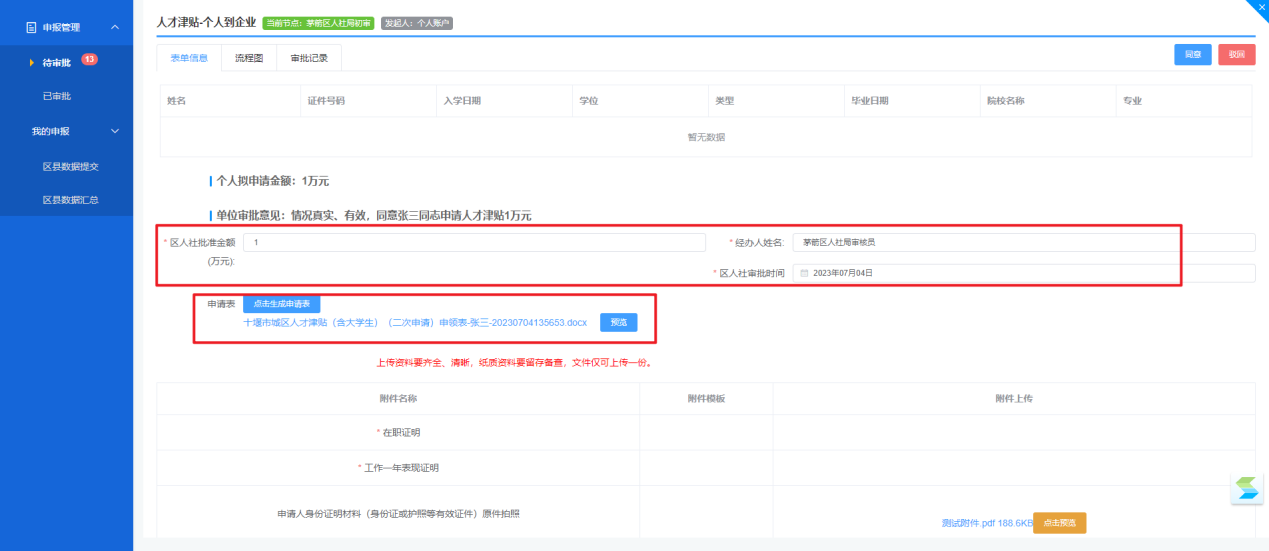 申报管理
待审批 13
已审批
我的申报
区县数据提交
区县数据汇总
人才津贴-个人到企业 当前节点：茅箭区人社局初审 发起人：个人账户
表单信息 流程图 审批记录 同意 驳回
姓名 证件号码 入学日期 学位 类型 毕业日期 院校名称 专业
暂无数据
个人拟申请金额：1万元
单位审批意见：情况真实、有效，同意张三同志申请人才津贴1万元
* 区人社批准金额 1 * 经办人姓名: 茅箭区人社局审核员
(万元):
* 区人社审批时间 2023年07月04日
申请表 点击生成申请表
十堰市城区人才津贴（含大学生）（二次申请）申领表-张三-20230704135653.docx 预览
上传资料要齐全、清晰，纸质资料要留存备查，文件仅可上传一份。
附件名称 附件模板 附件上传
* 在职证明
* 工作一年表现证明
申请人身份证明材料（身份证或护照等有效证件）原件拍照
测试附件.pdf 188.6KB 点击预览